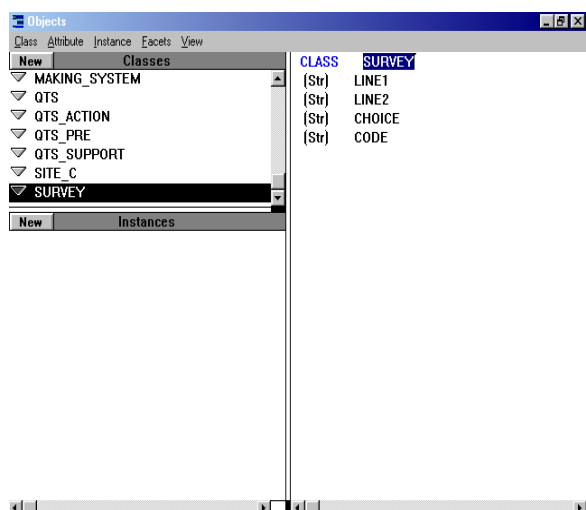 Objects
Class Attribute Instance Facets View
New Classes
MAKING_SYSTEM
QTS
QTS_ACTION
QTS_PRE
QTS_SUPPORT
SITE_C
SURVEY
New Instances
CLASS SURVEY
(Str) LINE1
(Str) LINE2
(Str) CHOICE
(Str) CODE